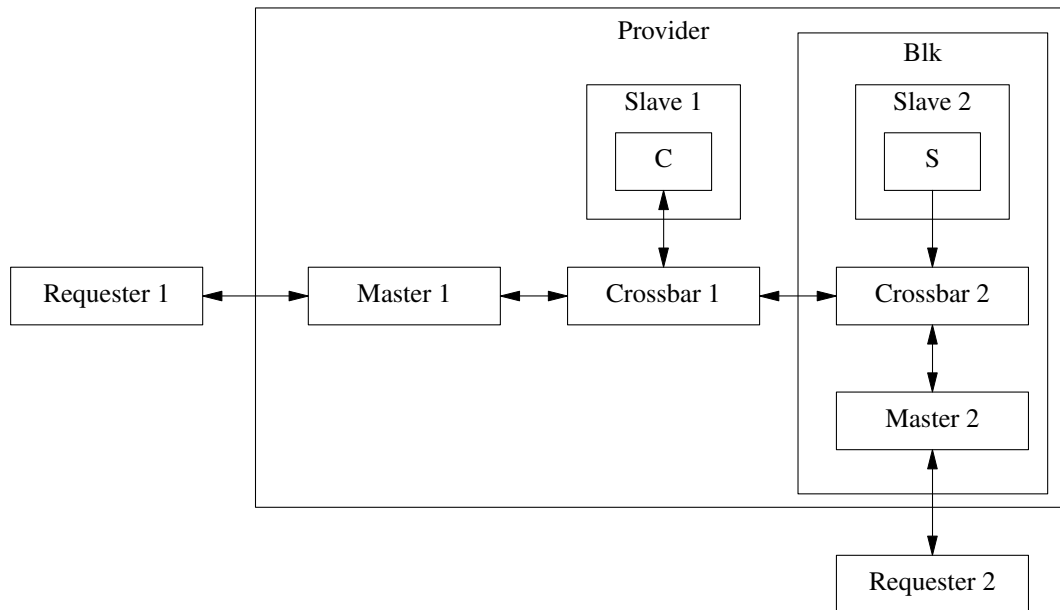 Provider
Blk
Slave 1
Slave 2
C
S
Requester 1
Master 1
Crossbar 1
Crossbar 2
Master 2
Requester 2